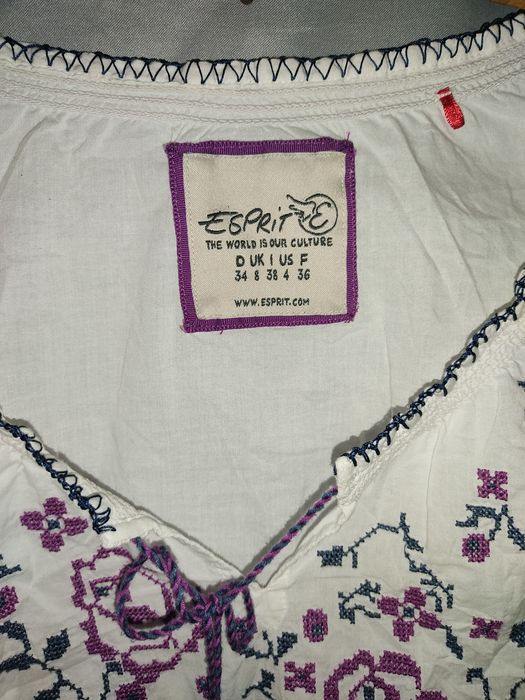 ESPRIT E
THE WORLD IS OUR CULTURE
D UK I US F
34 8 38 4 36
WWW.ESPRIT.COM